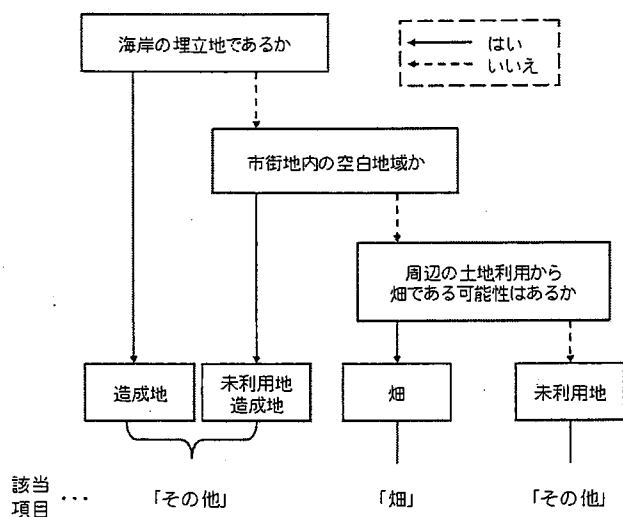 海岸の埋立地であるか
はい
いいえ
市街地内の空白地域か
周辺の土地利用から
畑である可能性はあるか
造成地
未利用地
造成地
畑
未利用地
該当
項目
…
「その他」
「畑」
「その他」